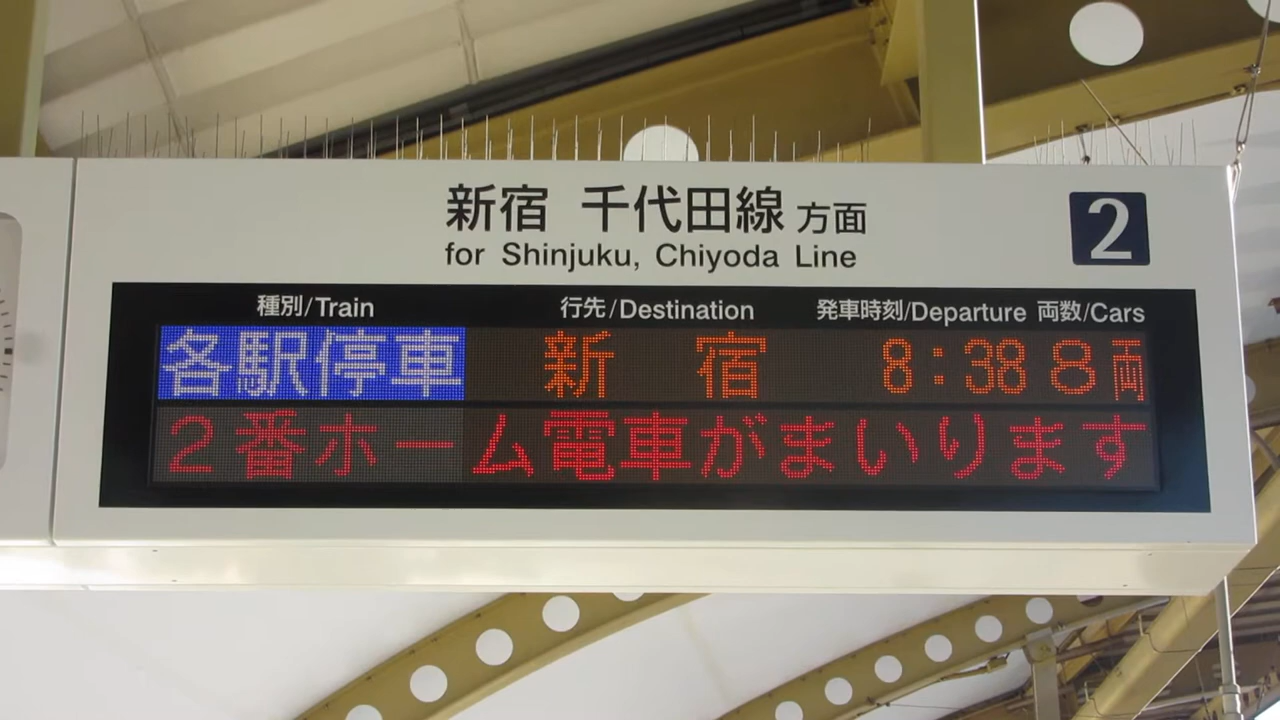 新宿 千代田線 方面 2
for Shinjuku, Chiyoda Line
種別/Train 行先/Destination 発車時刻/Departure 両数/Cars
各駅停車 新宿 8:38 8両
2番ホーム電車がまいります